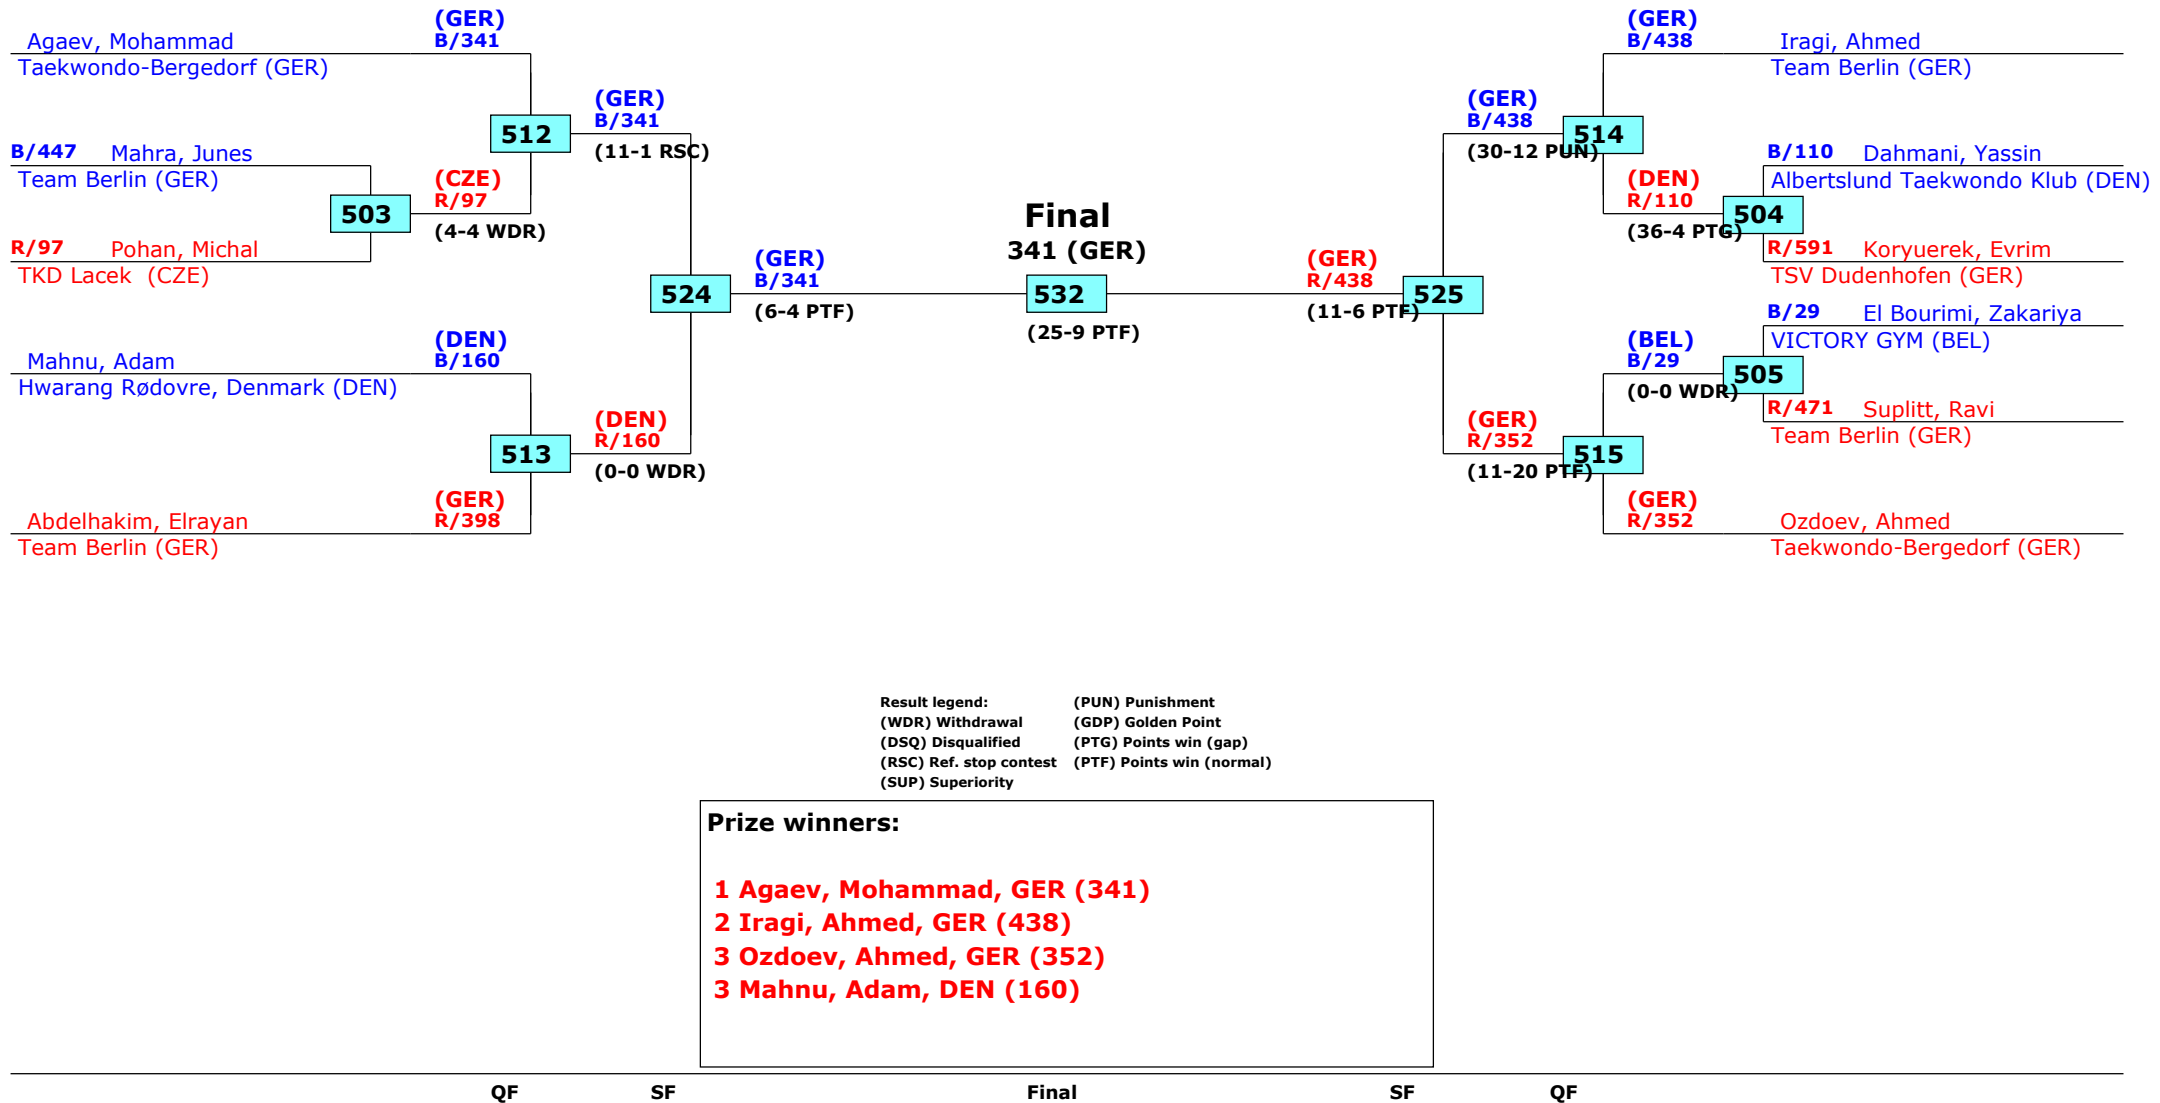 (GER)
B/341
Agaev, Mohammad
Taekwondo-Bergedorf (GER)
(GER)
B/341
512
(11-1 RSC)
B/447 Mahra, Junes
Team Berlin (GER)
(CZE)
R/97
503
(4-4 WDR)
R/97 Pohan, Michal
TKD Lacek (CZE)
(GER)
B/341
524
(6-4 PTF)
(DEN)
B/160
Mahnu, Adam
Hwarang Rødovre, Denmark (DEN)
(DEN)
R/160
513
(0-0 WDR)
(GER)
R/398
Abdelhakim, Elrayan
Team Berlin (GER)
Final
341 (GER)
532
(25-9 PTF)
(GER)
B/438
Iragi, Ahmed
Team Berlin (GER)
(GER)
B/438
514
(30-12 PUN)
B/110 Dahmani, Yassin
Albertslund Taekwondo Klub (DEN)
(DEN)
R/110
504
(36-4 PTG)
R/591 Koryuerek, Evrim
TSV Dudenhofen (GER)
(GER)
R/438
525
(11-6 PTF)
B/29 El Bourimi, Zakariya
VICTORY GYM (BEL)
(BEL)
B/29
505
(0-0 WDR)
R/471 Suplitt, Ravi
Team Berlin (GER)
(GER)
R/352
515
(11-20 PTF)
(GER)
R/352
Ozdoev, Ahmed
Taekwondo-Bergedorf (GER)
Result legend: (PUN) Punishment
(WDR) Withdrawal (GDP) Golden Point
(DSQ) Disqualified (PTG) Points win (gap)
(RSC) Ref. stop contest (PTF) Points win (normal)
(SUP) Superiority
Prize winners:
1 Agaev, Mohammad, GER (341)
2 Iragi, Ahmed, GER (438)
3 Ozdoev, Ahmed, GER (352)
3 Mahnu, Adam, DEN (160)
QF SF Final SF QF